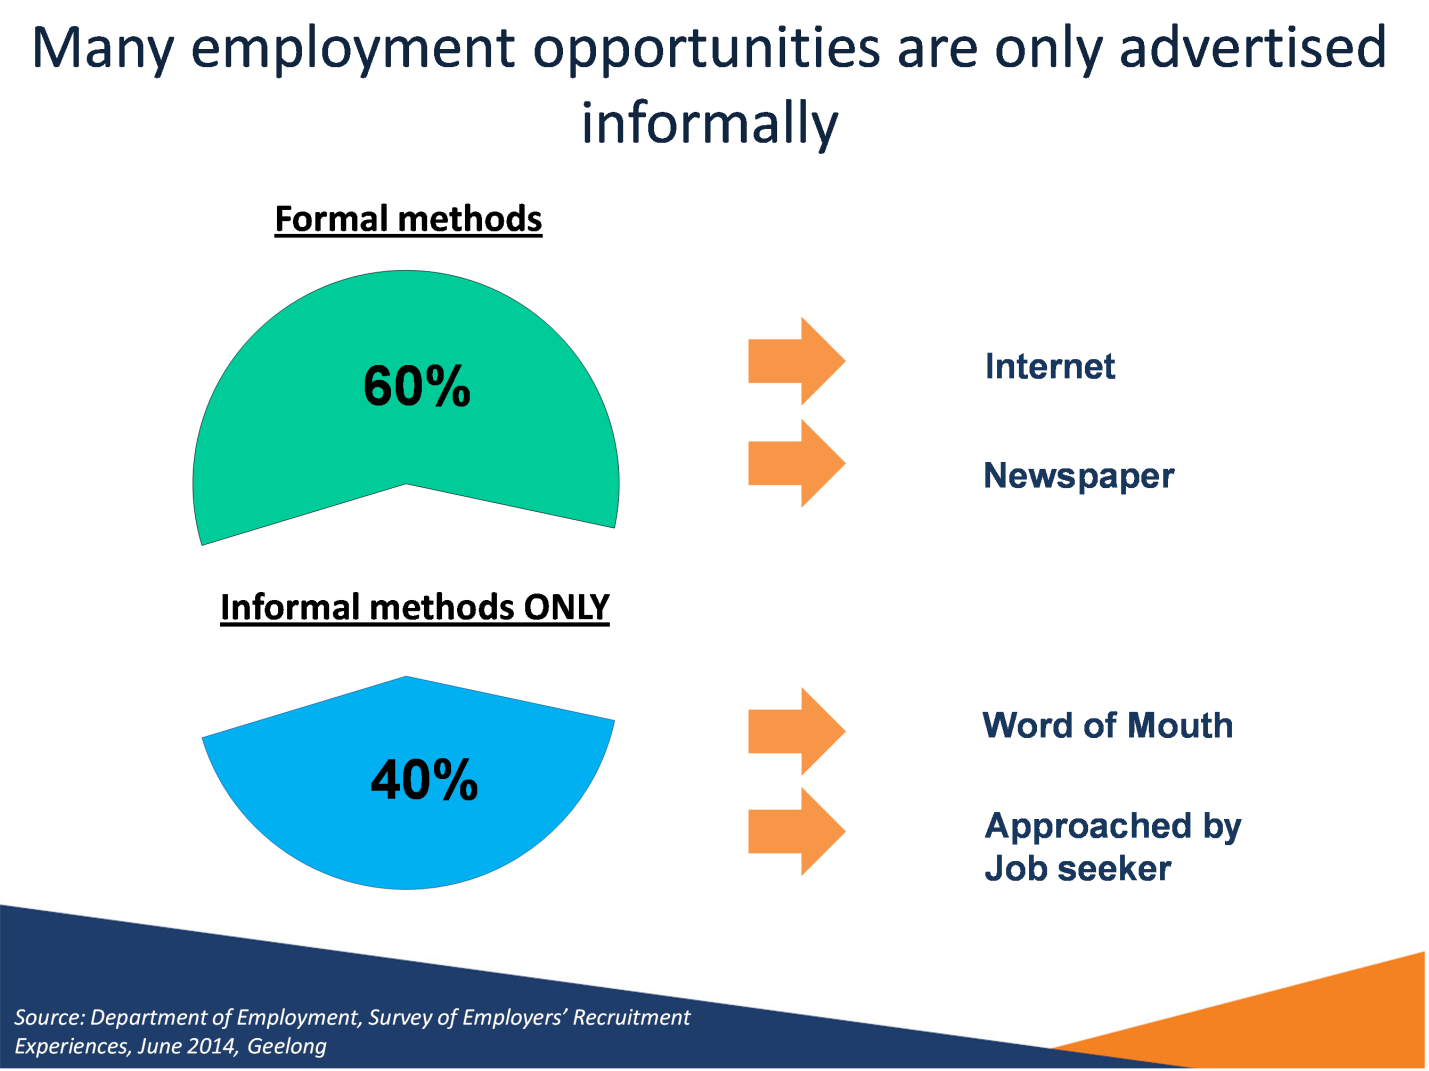 Many employment opportunities are only advertised
informally
Formal methods
60%
Internet
Newspaper
Informal methods ONLY
40%
Word of Mouth
Approached by
Job seeker
Source: Department of Employment, Survey of Employers’ Recruitment
Experiences, June 2014, Geelong